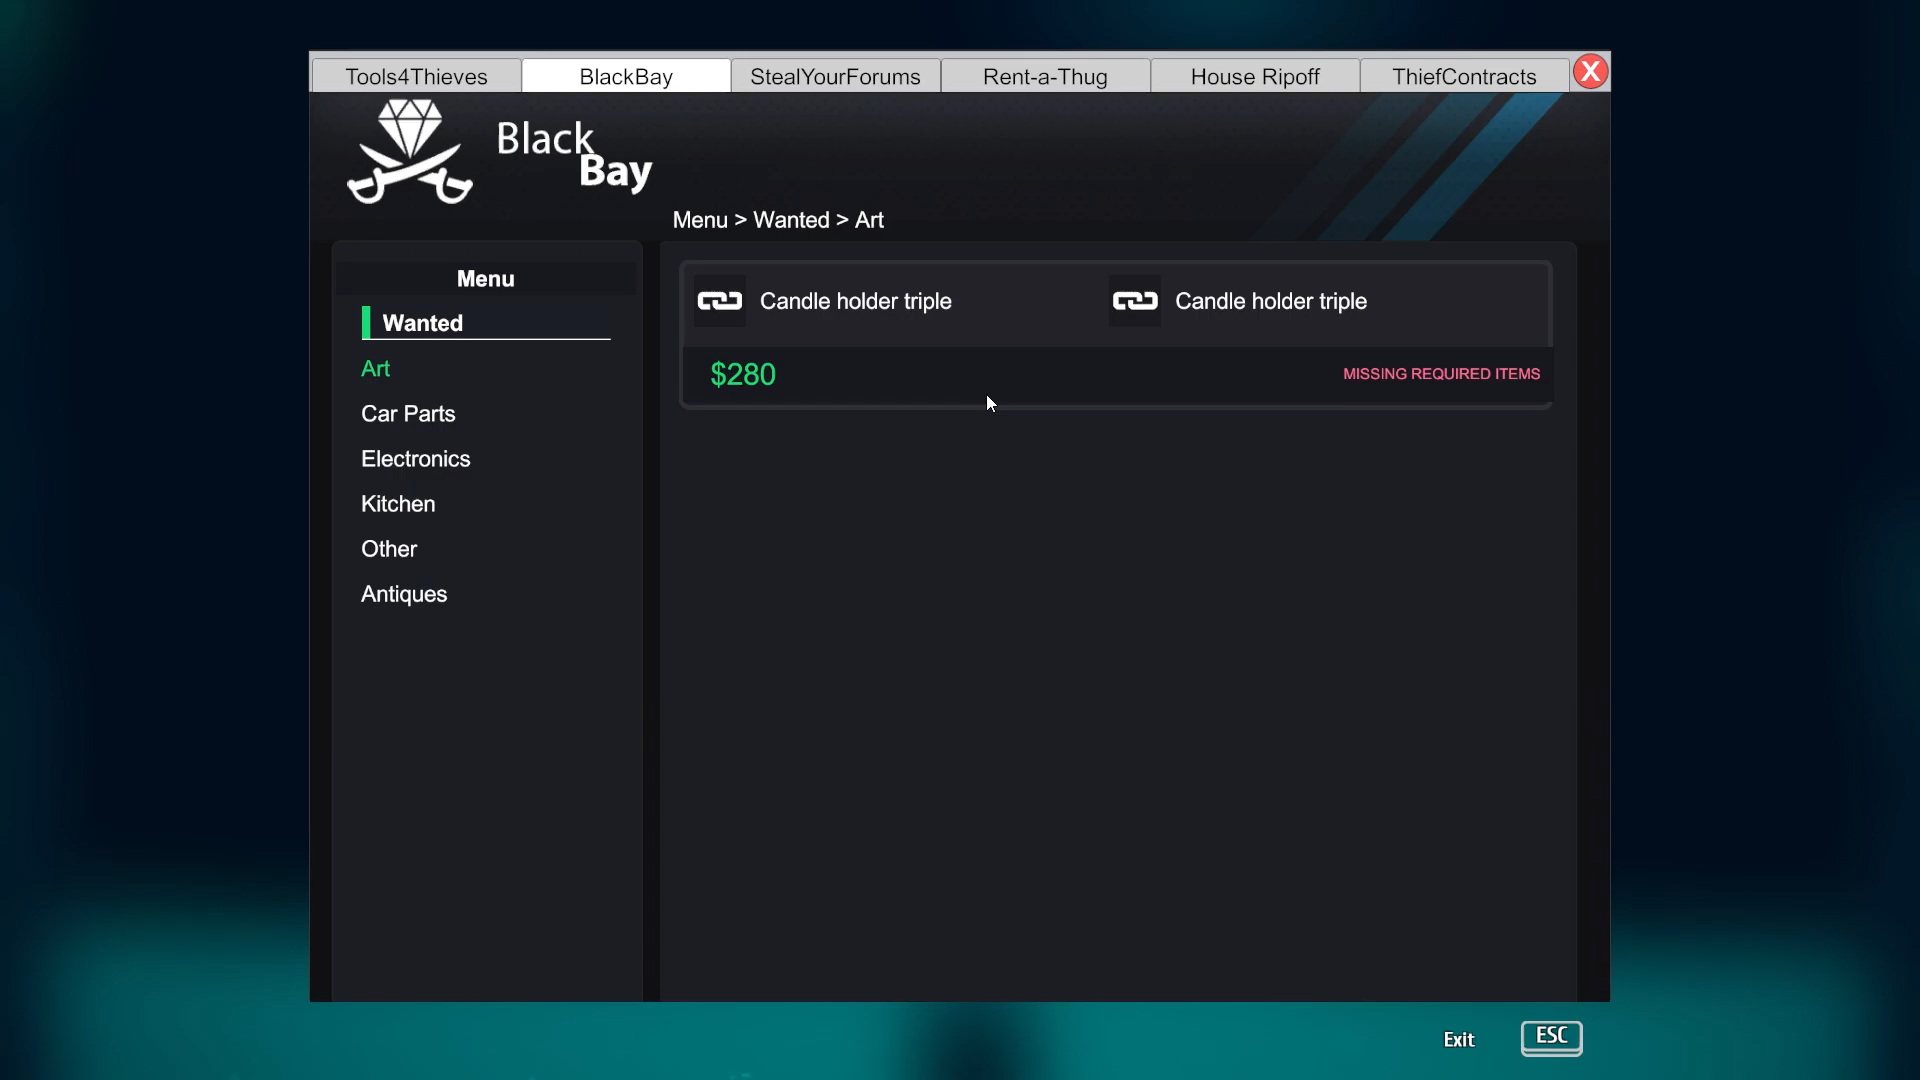 Tools4Thieves
BlackBay
StealYourForums
Rent-a-Thug
House Ripoff
ThiefContracts
X
Black
Bay
Menu > Wanted > Art
Menu
Wanted
Art
Car Parts
Electronics
Kitchen
Other
Antiques
Candle holder triple
Candle holder triple
$280
MISSING REQUIRED ITEMS
Exit
ESC